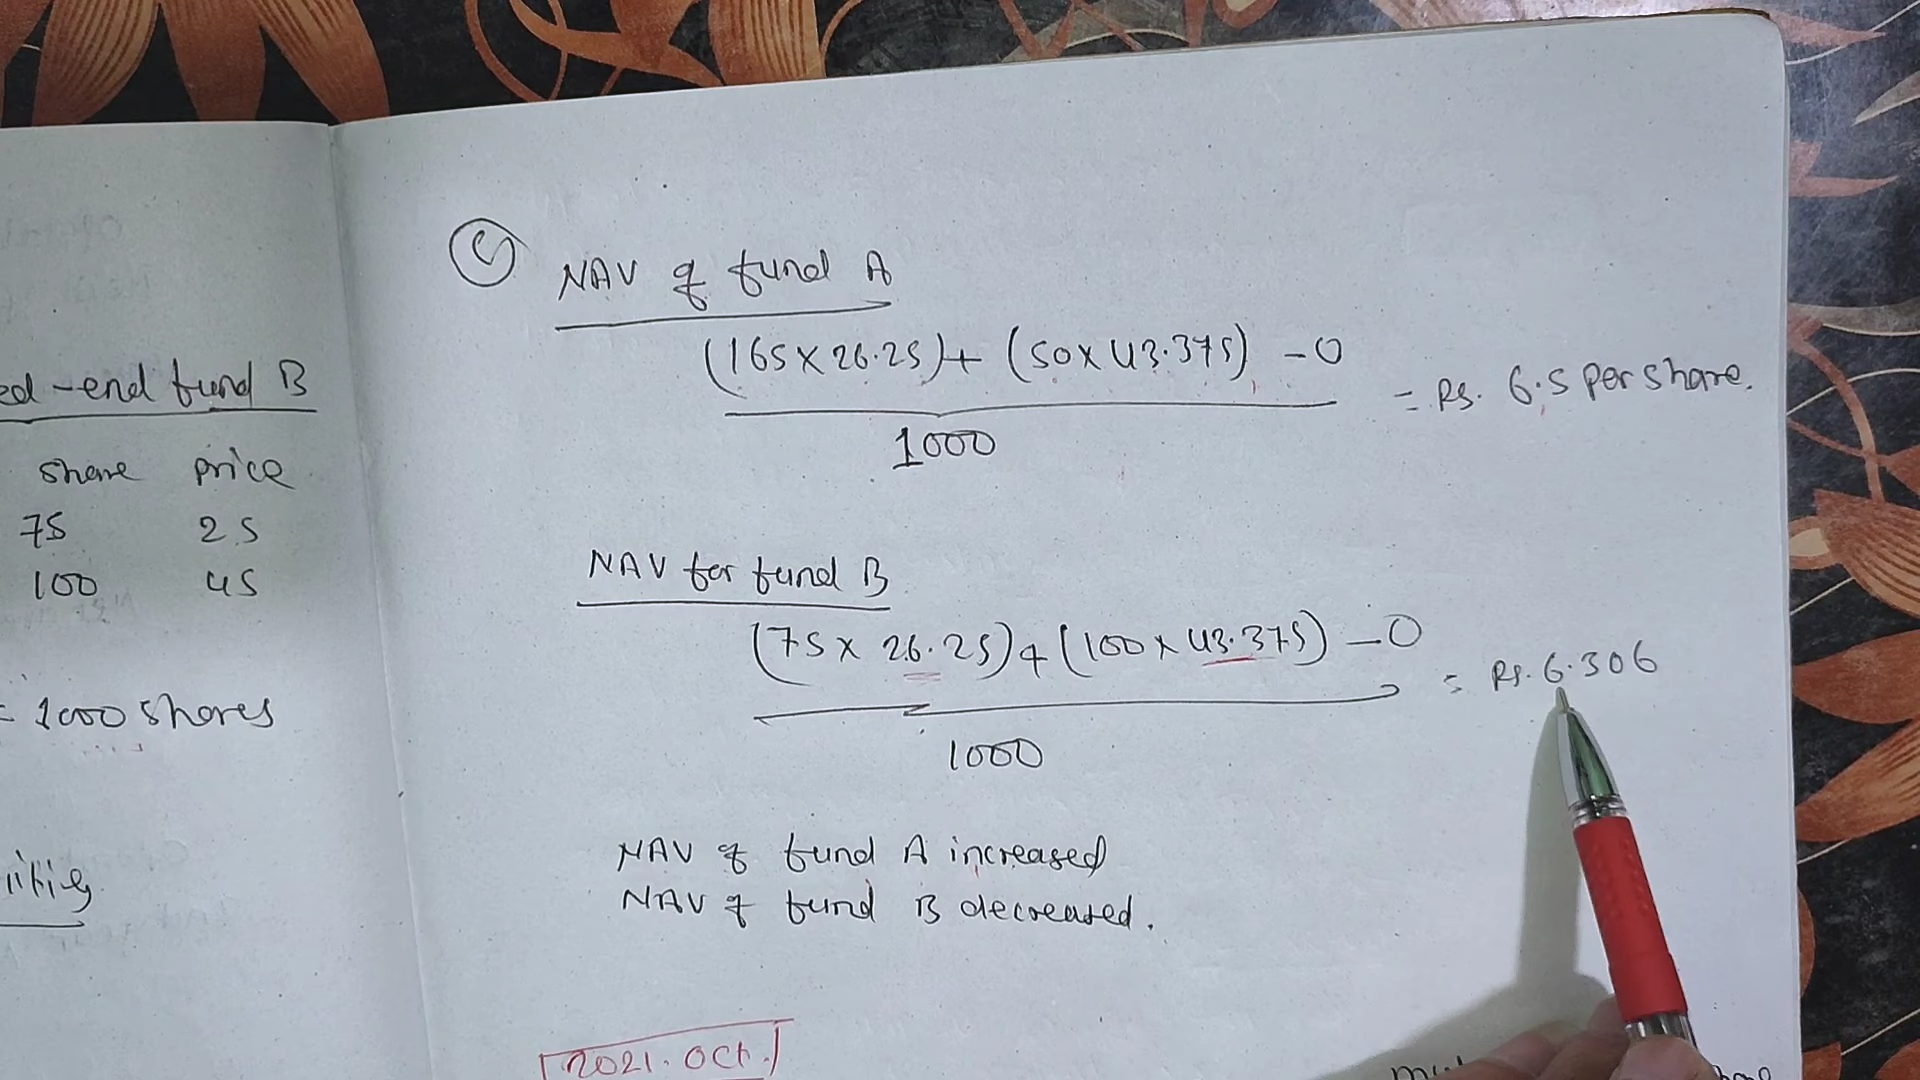 ed-end fund B
share price
75 25
100 45
= 1000 shares
C
NAV of fund A
(165 x 26.25) + (50 x 43.375) - 0
1000
= Rs. 6.5 per share.
NAV for fund B
(75 x 26.25) + (100 x 43.375) - 0
1000
= Rs. 6.306
NAV of fund A increased
NAV of fund B decreased.
2021. Oct.